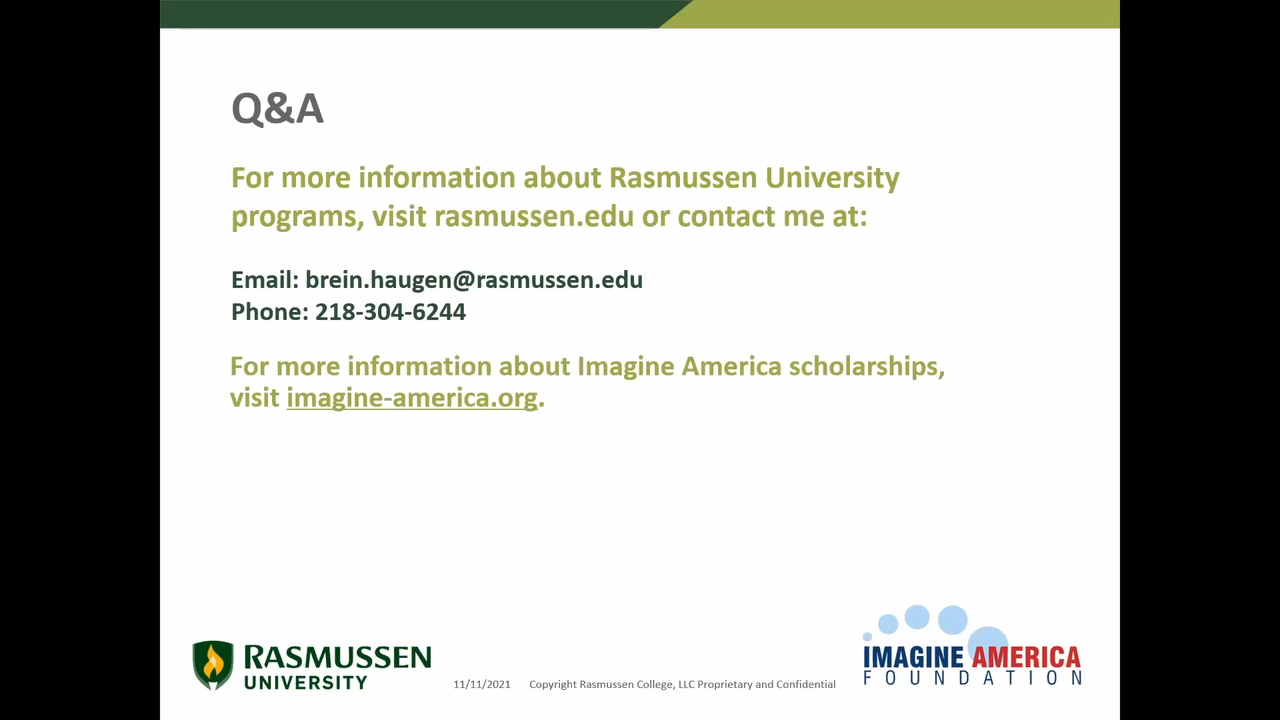 Q&A
For more information about Rasmussen University
programs, visit rasmussen.edu or contact me at:
Email: brein.haugen@rasmussen.edu
Phone: 218-304-6244
For more information about Imagine America scholarships,
visit imagine-america.org.
RASMUSSEN
UNIVERSITY
11/11/2021 Copyright Rasmussen College, LLC Proprietary and Confidential
IMAGINE AMERICA
FOUNDATION